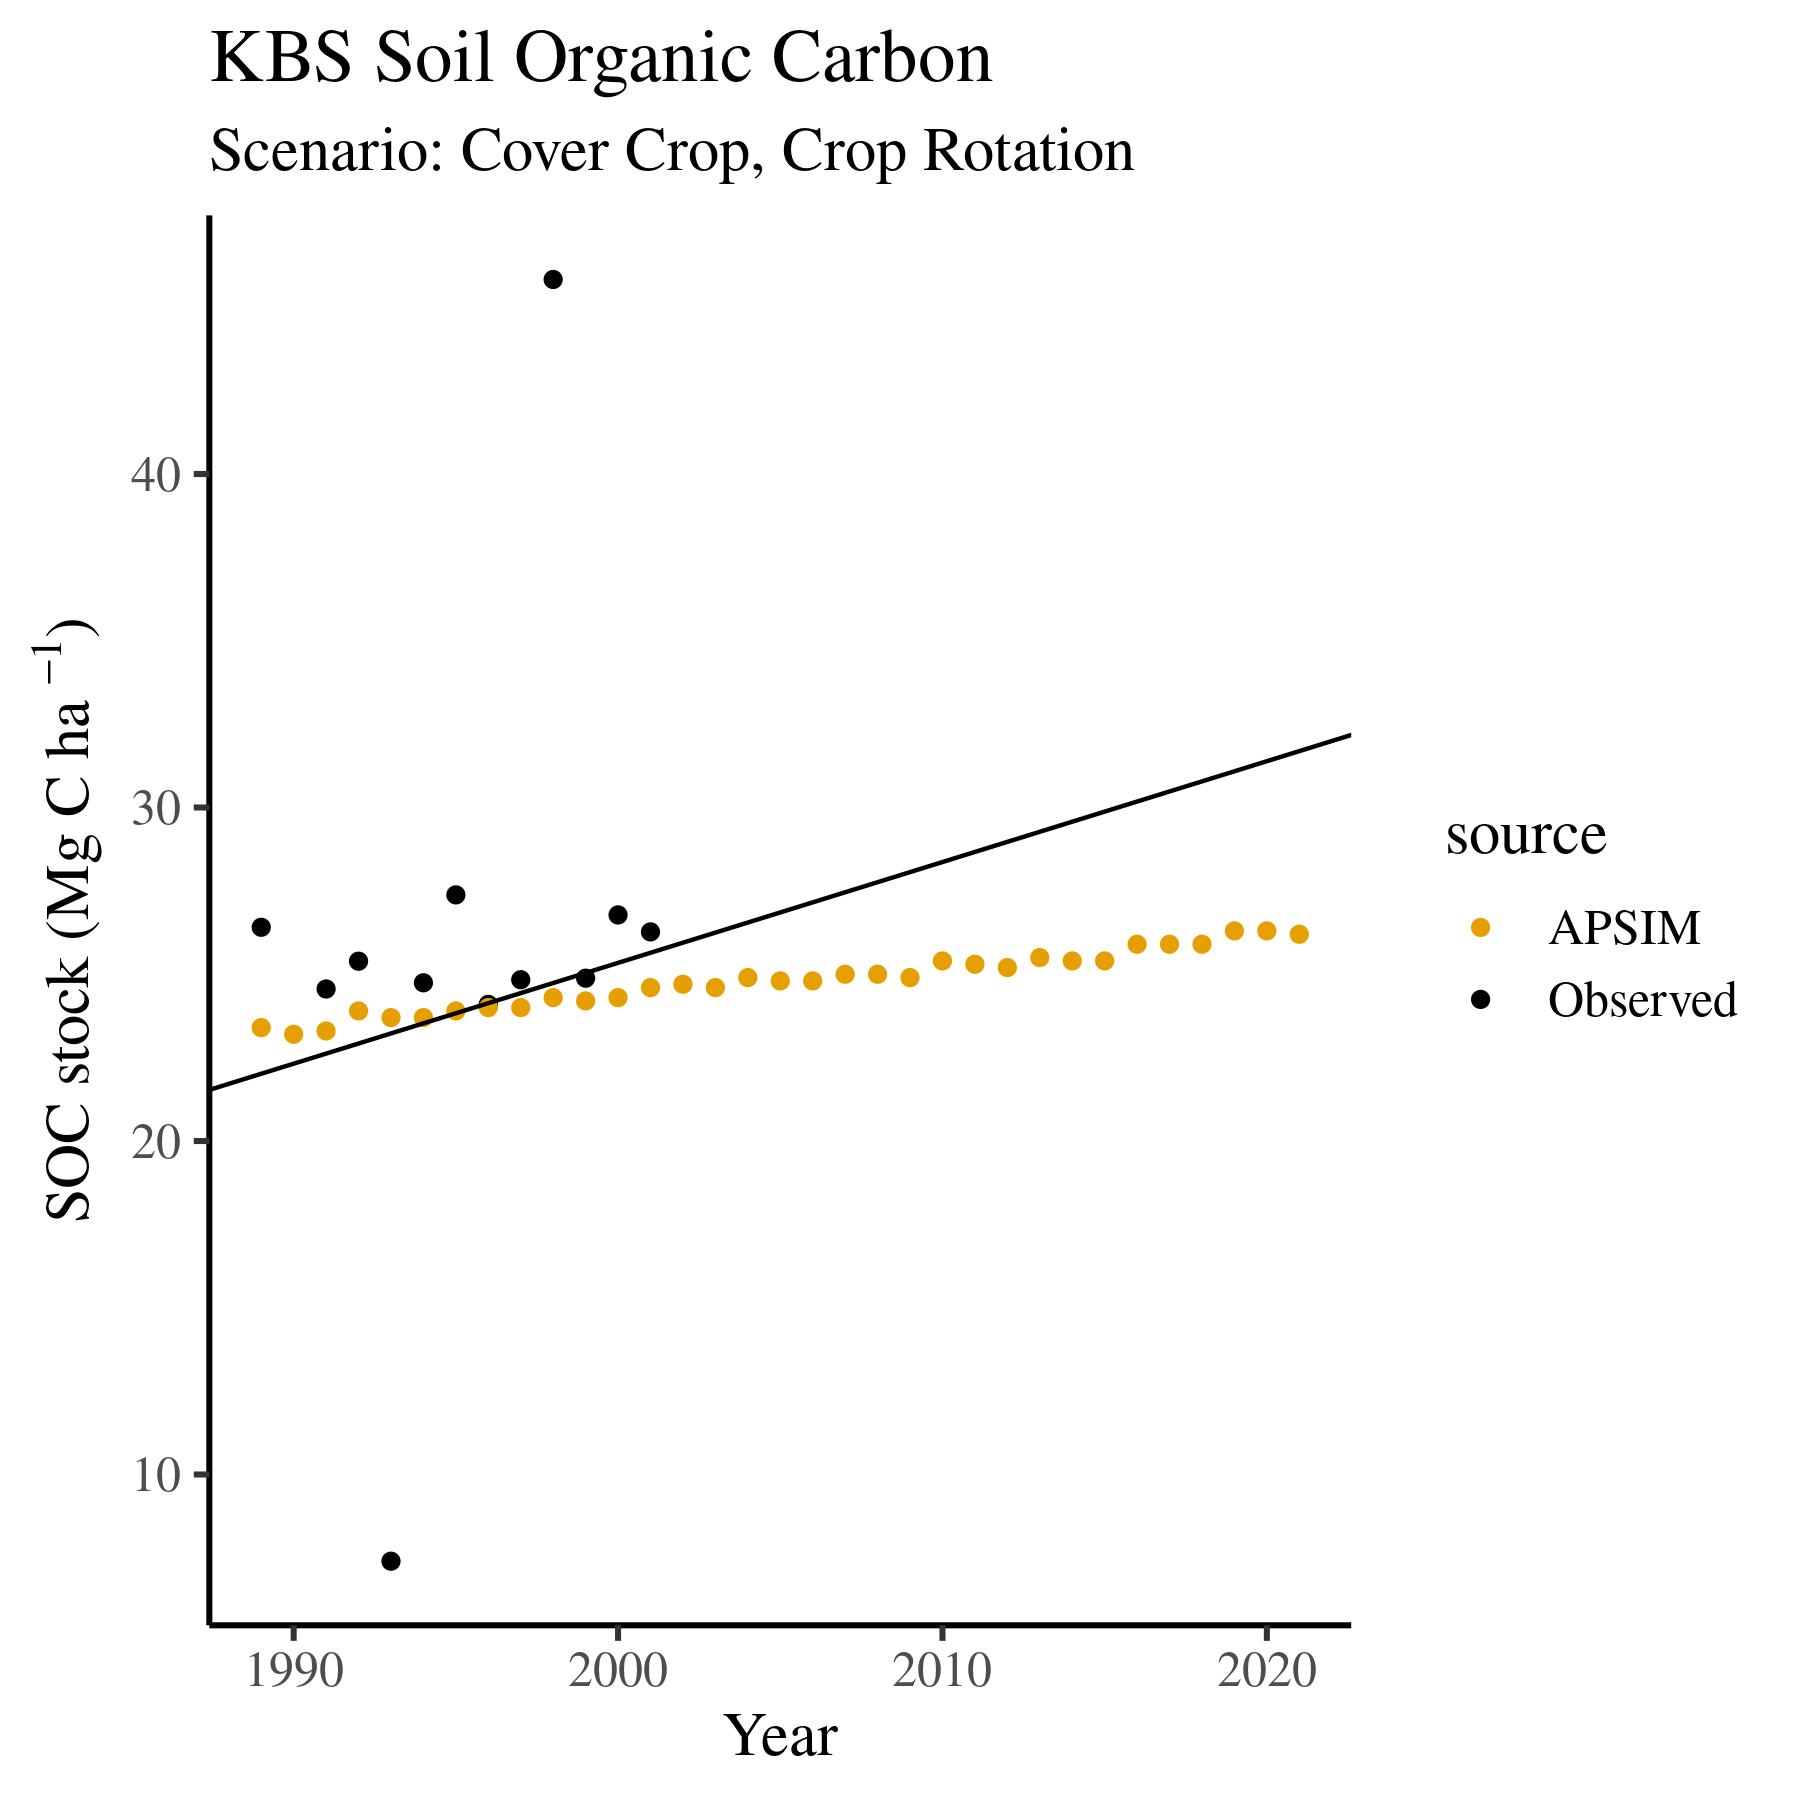 KBS Soil Organic Carbon
Scenario: Cover Crop, Crop Rotation
SOC stock (Mg C ha −1)
40
30
20
10
1990 2000 2010 2020
Year
source
APSIM
Observed